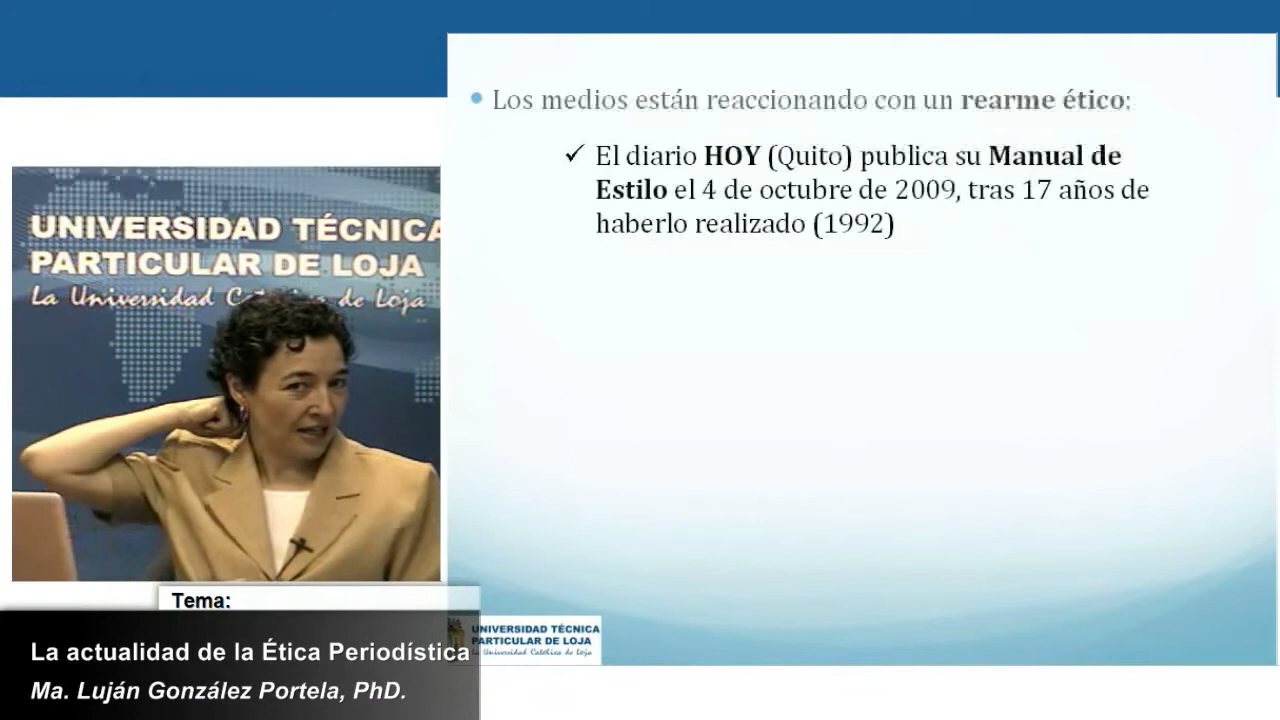 Los medios están reaccionando con un rearme ético:
✓ El diario HOY (Quito) publica su Manual de
Estilo el 4 de octubre de 2009, tras 17 años de
haberlo realizado (1992)
UNIVERSIDAD TÉCNICA
PARTICULAR DE LOJA
La Universidad Católica de Loja
Tema:
La actualidad de la Ética Periodística
Ma. Luján González Portela, PhD.
UNIVERSIDAD TÉCNICA
PARTICULAR DE LOJA
La Universidad Católica de Loja